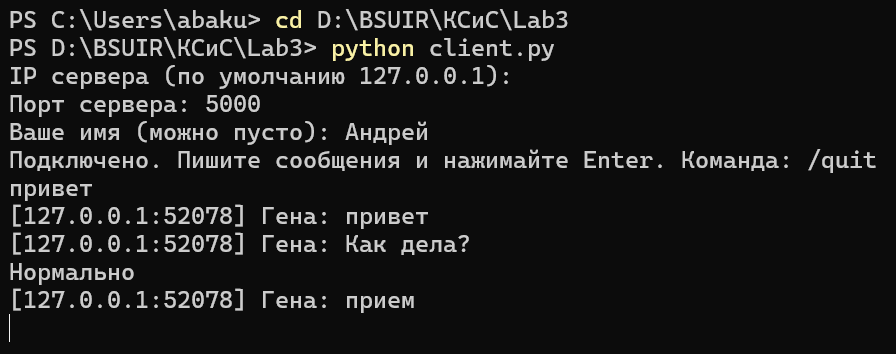 PS C:\Users\abaku> cd D:\BSUIR\КСиС\Lab3
PS D:\BSUIR\КСиС\Lab3> python client.py
IP сервера (по умолчанию 127.0.0.1):
Порт сервера: 5000
Ваше имя (можно пусто): Андрей
Подключено. Пишите сообщения и нажимайте Enter. Команда: /quit
привет
[127.0.0.1:52078] Гена: привет
[127.0.0.1:52078] Гена: Как дела?
Нормально
[127.0.0.1:52078] Гена: прием